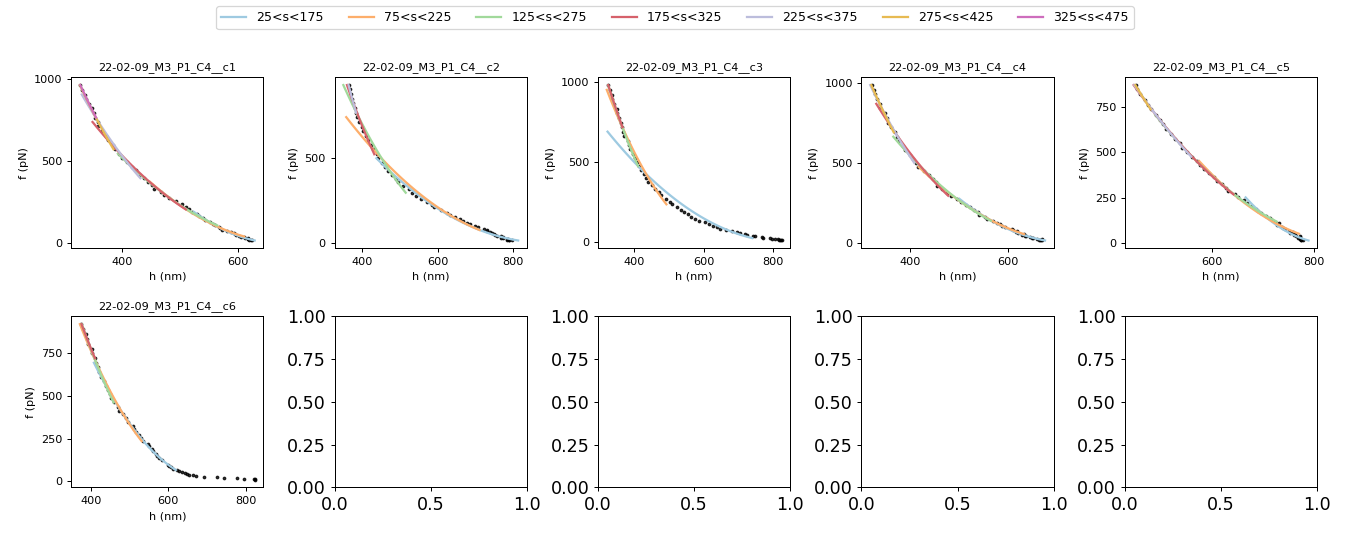 25<s<175 75<s<225 125<s<275 175<s<325 225<s<375 275<s<425 325<s<475
22-02-09_M3_P1_C4__c1 22-02-09_M3_P1_C4__c2 22-02-09_M3_P1_C4__c3 22-02-09_M3_P1_C4__c4 22-02-09_M3_P1_C4__c5
f (pN) 1000 500 0
400 600
h (nm)
f (pN) 500 0
400 600 800
h (nm)
f (pN) 1000 500 0
400 600 800
h (nm)
f (pN) 1000 500 0
400 600
h (nm)
f (pN) 750 500 250 0
600 800
h (nm)
22-02-09_M3_P1_C4__c6
f (pN) 750 500 250 0
400 600 800
h (nm)
1.00 0.75 0.50 0.25 0.00
0.0 0.5 1.0
1.00 0.75 0.50 0.25 0.00
0.0 0.5 1.0
1.00 0.75 0.50 0.25 0.00
0.0 0.5 1.0
1.00 0.75 0.50 0.25 0.00
0.0 0.5 1.0